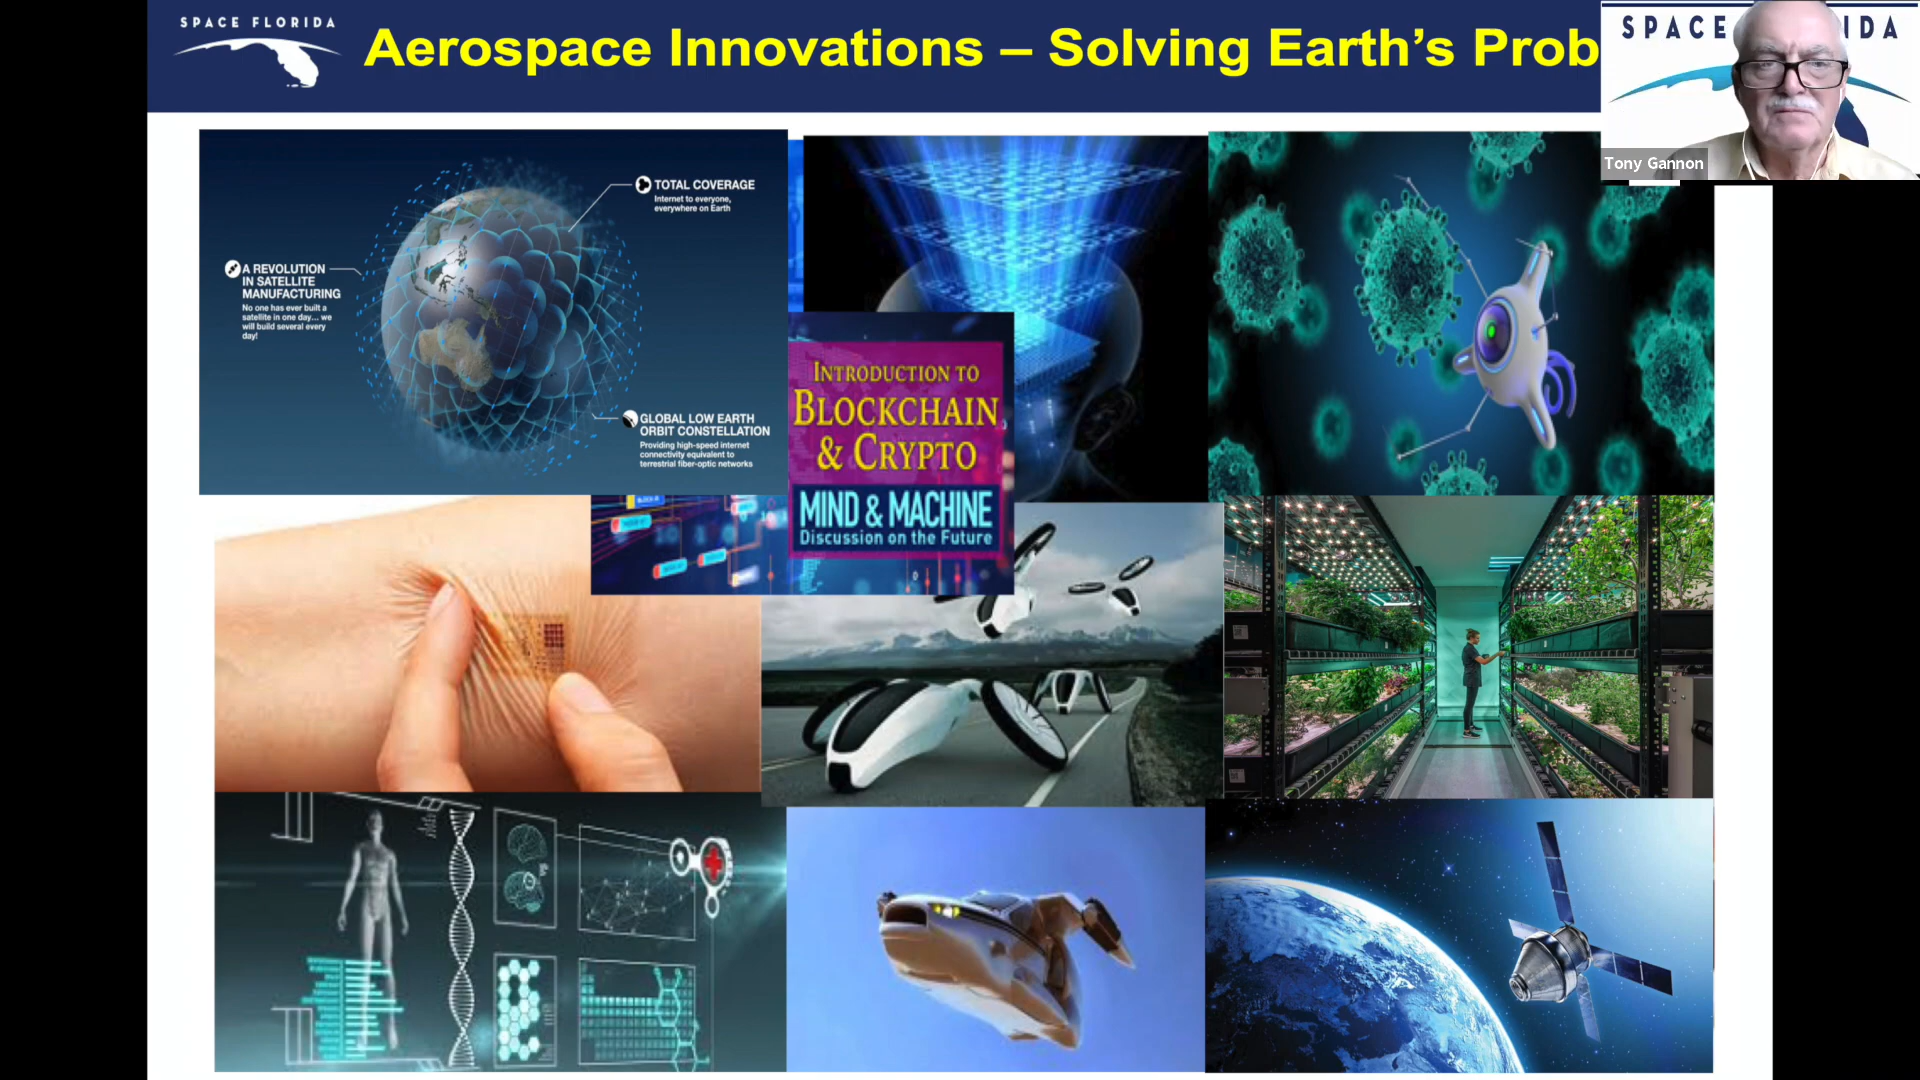 SPACE FLORIDA
Aerospace Innovations – Solving Earth's Prob
SPACE IDA
Tony Gannon
TOTAL COVERAGE
Internet to everyone,
everywhere on Earth
A REVOLUTION
IN SATELLITE
MANUFACTURING
No one has ever built a
satellite in one day... we
will build several every
day!
GLOBAL LOW EARTH
ORBIT CONSTELLATION
Providing high-speed internet
connectivity equivalent to
terrestrial fiber-optic networks
INTRODUCTION TO
BLOCKCHAIN
& CRYPTO
MIND & MACHINE
Discussion on the Future